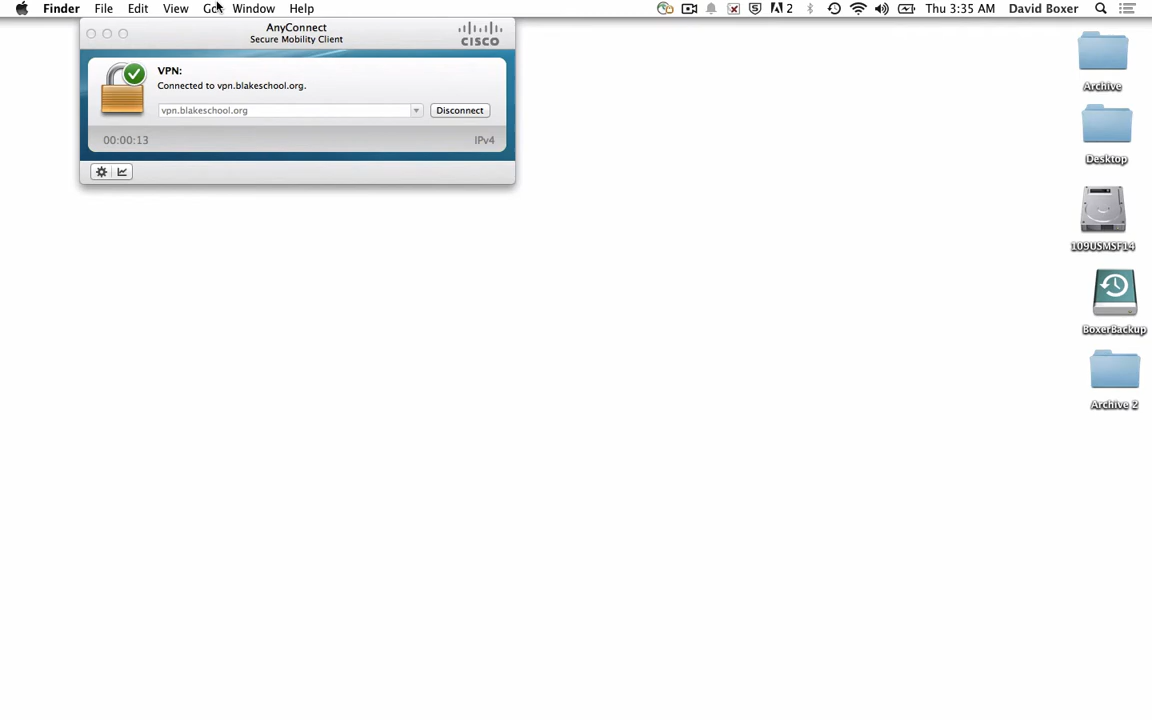 Finder File Edit View Go Window Help 2 Thu 3:35 AM David Boxer
AnyConnect
Secure Mobility Client
CISCO
VPN:
Connected to vpn.blakeschool.org.
vpn.blakeschool.org
Disconnect
00:00:13
IPv4
Archive
Desktop
109USMSF14
BoxerBackup
Archive 2